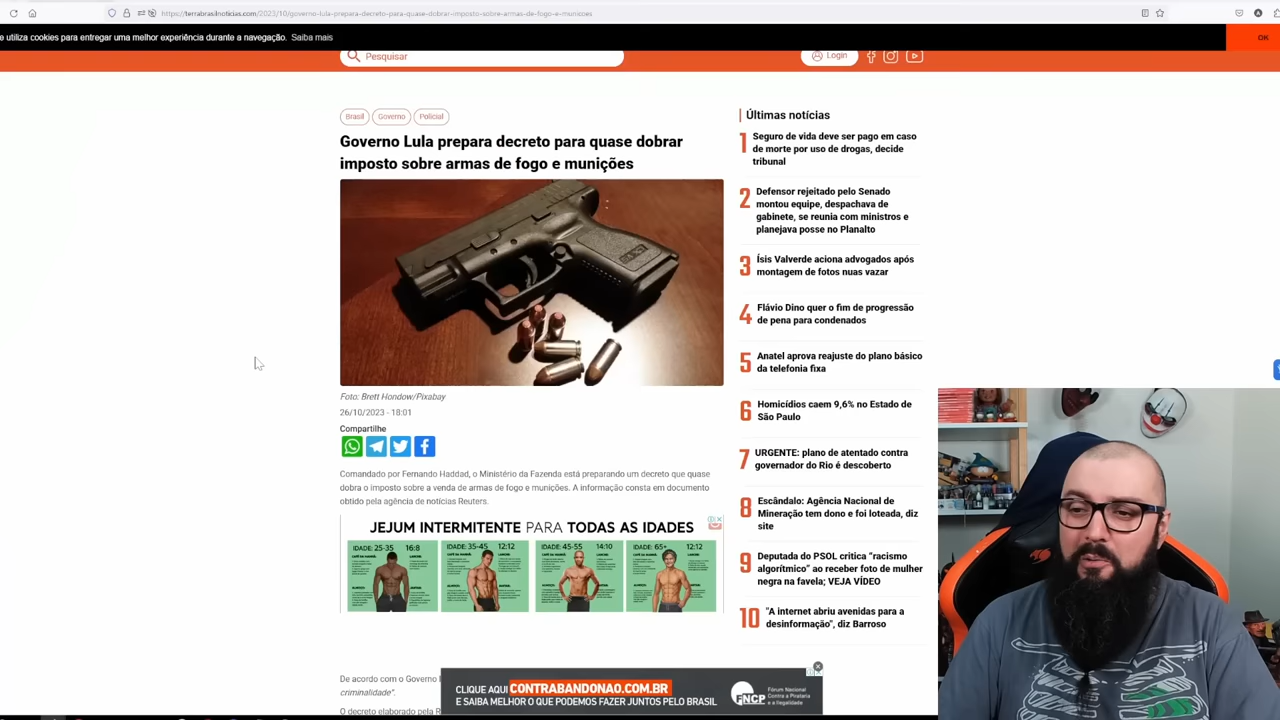 https://terrabrasilnoticias.com/2023/10/governo-lula-prepara-decreto-para-quase-dobrar-imposto-sobre-armas-de-fogo-e-municoes
e utiliza cookies para entregar uma melhor experiência durante a navegação. Saiba mais
OK
Pesquisar
Login
Brasil Governo Policial
Governo Lula prepara decreto para quase dobrar
imposto sobre armas de fogo e munições
Foto: Brett Hondow/Pixabay
26/10/2023 - 18:01
Compartilhe
Comandado por Fernando Haddad, o Ministério da Fazenda está preparando um decreto que quase
dobra o imposto sobre a venda de armas de fogo e munições. A informação consta em documento
obtido pela agência de notícias Reuters.
JEJUM INTERMITENTE PARA TODAS AS IDADES
IDADE: 25-35 16:8
IDADE: 35-45 12:12
IDADE: 45-55 14:10
IDADE: 65+ 12:12
De acordo com o Governo
criminalidade".
O decreto elaborado pela R
CLIQUE AQUI CONTRABANDONAO.COM.BR
E SAIBA MELHOR O QUE PODEMOS FAZER JUNTOS PELO BRASIL
FNCP
Fórum Nacional
Contra a Pirataria
e a Ilegalidade
Últimas notícias
1 Seguro de vida deve ser pago em caso
de morte por uso de drogas, decide
tribunal
2 Defensor rejeitado pelo Senado
montou equipe, despachava de
gabinete, se reunia com ministros e
planejava posse no Planalto
3 Ísis Valverde aciona advogados após
montagem de fotos nuas vazar
4 Flávio Dino quer o fim de progressão
de pena para condenados
5 Anatel aprova reajuste do plano básico
da telefonia fixa
6 Homicídios caem 9,6% no Estado de
São Paulo
7 URGENTE: plano de atentado contra
governador do Rio é descoberto
8 Escândalo: Agência Nacional de
Mineração tem dono e foi loteada, diz
site
9 Deputada do PSOL critica “racismo
algorítmico” ao receber foto de mulher
negra na favela; VEJA VÍDEO
10 "A internet abriu avenidas para a
desinformação", diz Barroso